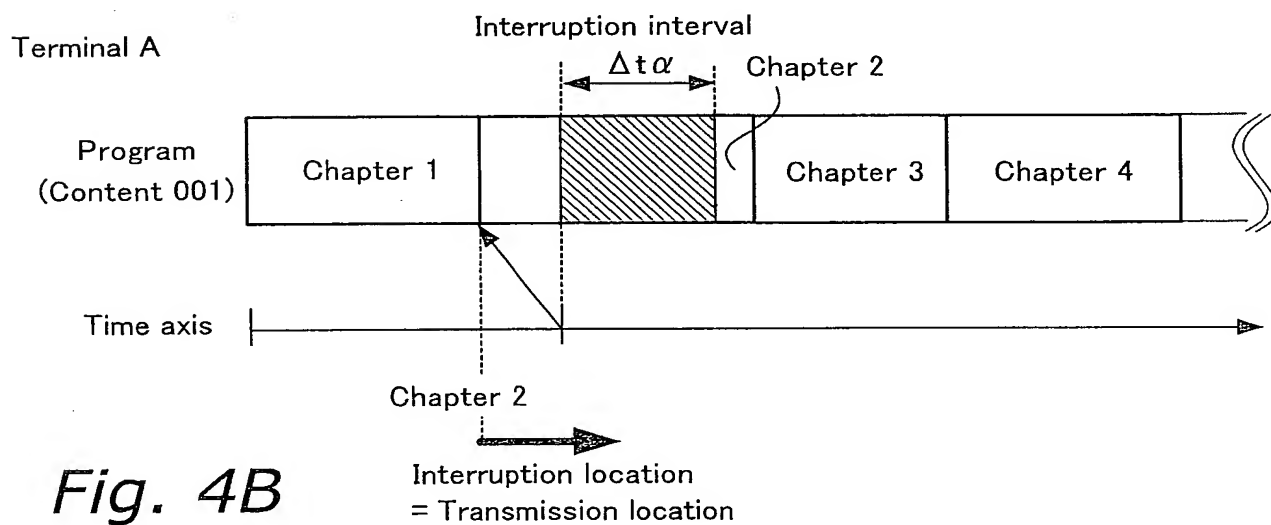 Terminal A
Interruption interval
Δtα
Chapter 2
Program
(Content 001)
Chapter 1
Chapter 3
Chapter 4
Time axis
Chapter 2
Interruption location
= Transmission location
Fig. 4B